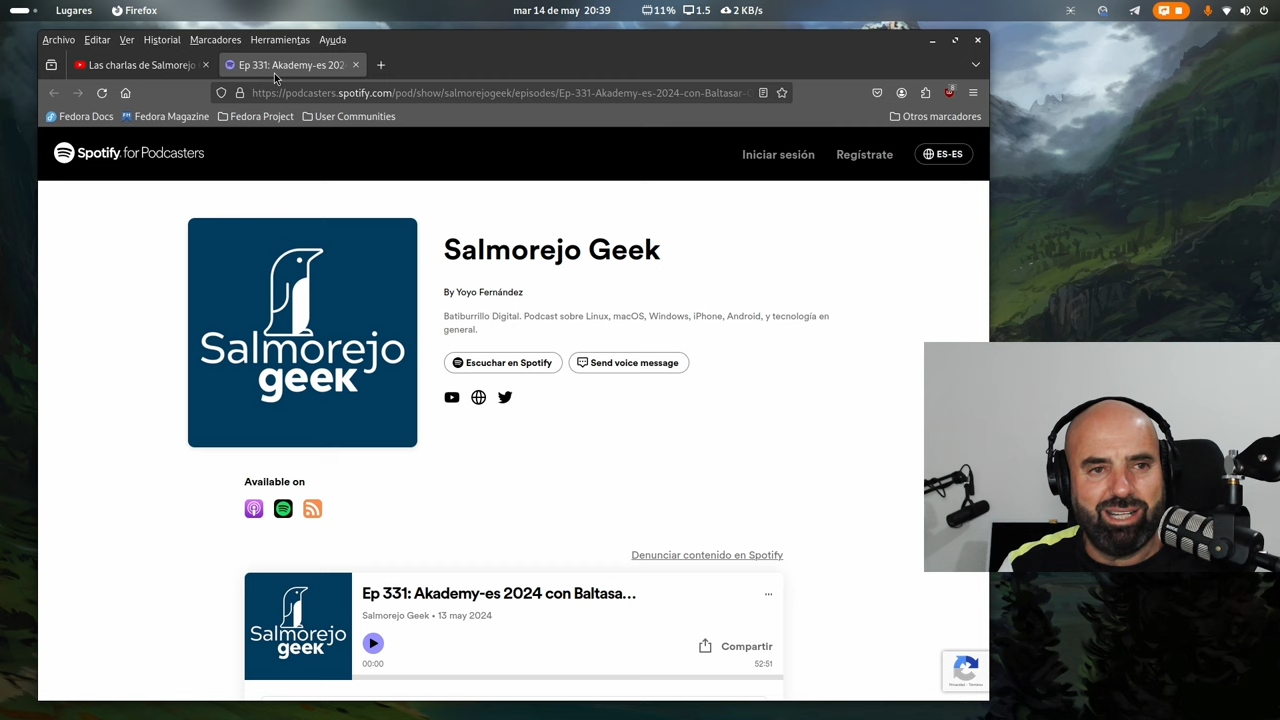 Lugares Firefox mar 14 de may 20:39 11% 1.5 2 KB/s
Archivo Editar Ver Historial Marcadores Herramientas Ayuda
Las charlas de Salmorejo Ep 331: Akademy-es 202
https://podcasters.spotify.com/pod/show/salmorejogeek/episodes/Ep-331-Akademy-es-2024-con-Baltasar-
Fedora Docs Fedora Magazine Fedora Project User Communities Otros marcadores
Spotify for Podcasters Iniciar sesión Regístrate ES-ES
Salmorejo
geek
Salmorejo Geek
By Yoyo Fernández
Batiburrillo Digital. Podcast sobre Linux, macOS, Windows, iPhone, Android, y tecnología en
general.
Escuchar en Spotify Send voice message
Available on
Denunciar contenido en Spotify
Salmorejo
geek
Ep 331: Akademy-es 2024 con Baltasa...
Salmorejo Geek • 13 may 2024
Compartir
00:00 52:51